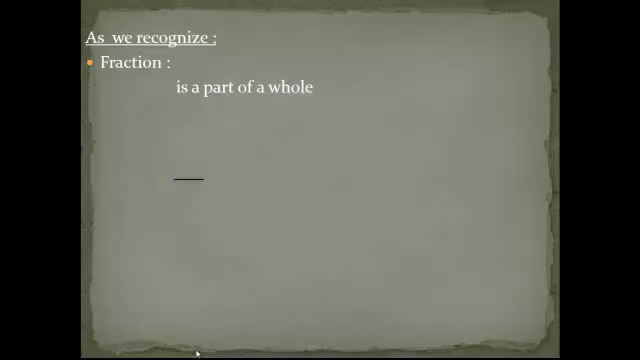 As we recognize :
Fraction :
is a part of a whole